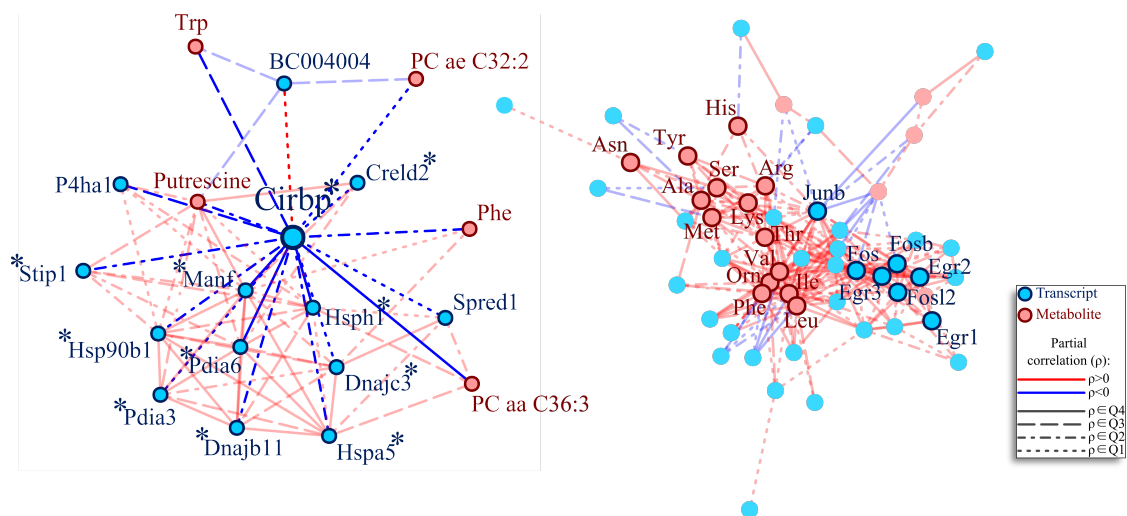 Trp
BC004004
PC ae C32:2
P4ha1
Putrescine
Cirbp*
Creld2*
Phe
*Stip1
*Manf
Hsph1*
Spred1
*Hsp90b1
*Pdia6
Dnajc3*
PC aa C36:3
*Pdia3
*Dnajb11
Hspa5*
His
Asn
Tyr
Ser
Arg
Ala
Lys
Junb
Met
Thr
Val
Orn
Ile
Phe
Leu
Fos
Fosb
Egr2
Egr3
Fosl2
Egr1
Transcript
Metabolite
Partial
correlation (ρ):
ρ>0
ρ<0
ρ∈Q4
ρ∈Q3
ρ∈Q2
ρ∈Q1